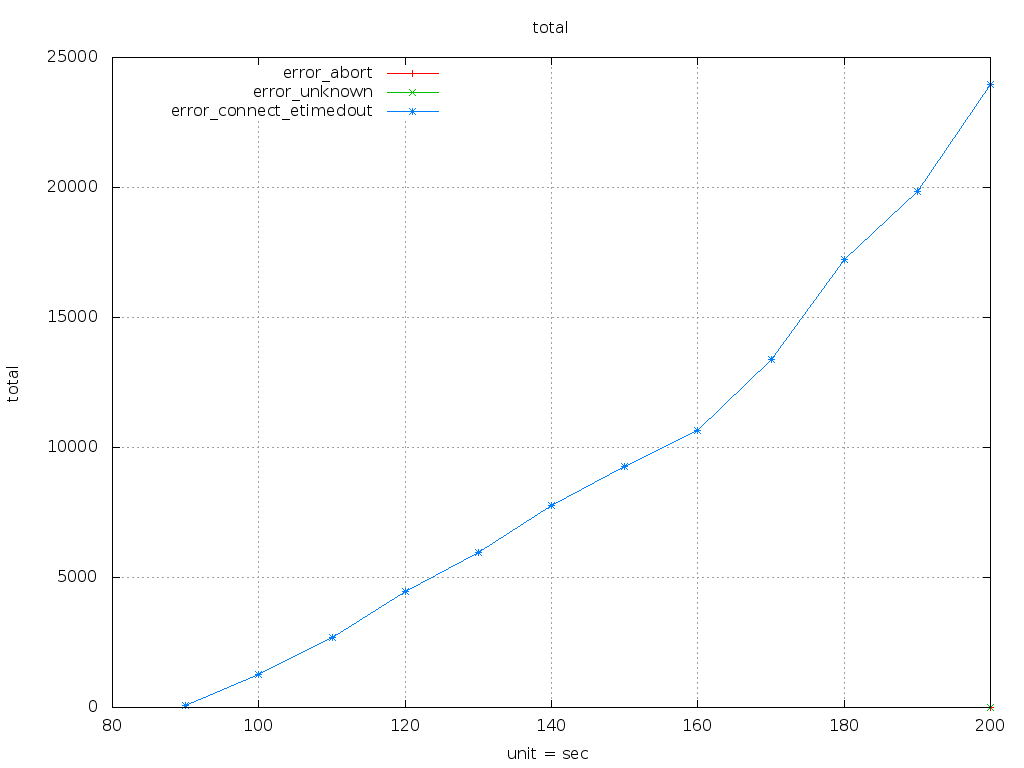 total
25000
error_abort
error_unknown
error_connect_etimedout
20000
15000
total
10000
5000
0
80 100 120 140 160 180 200
unit = sec